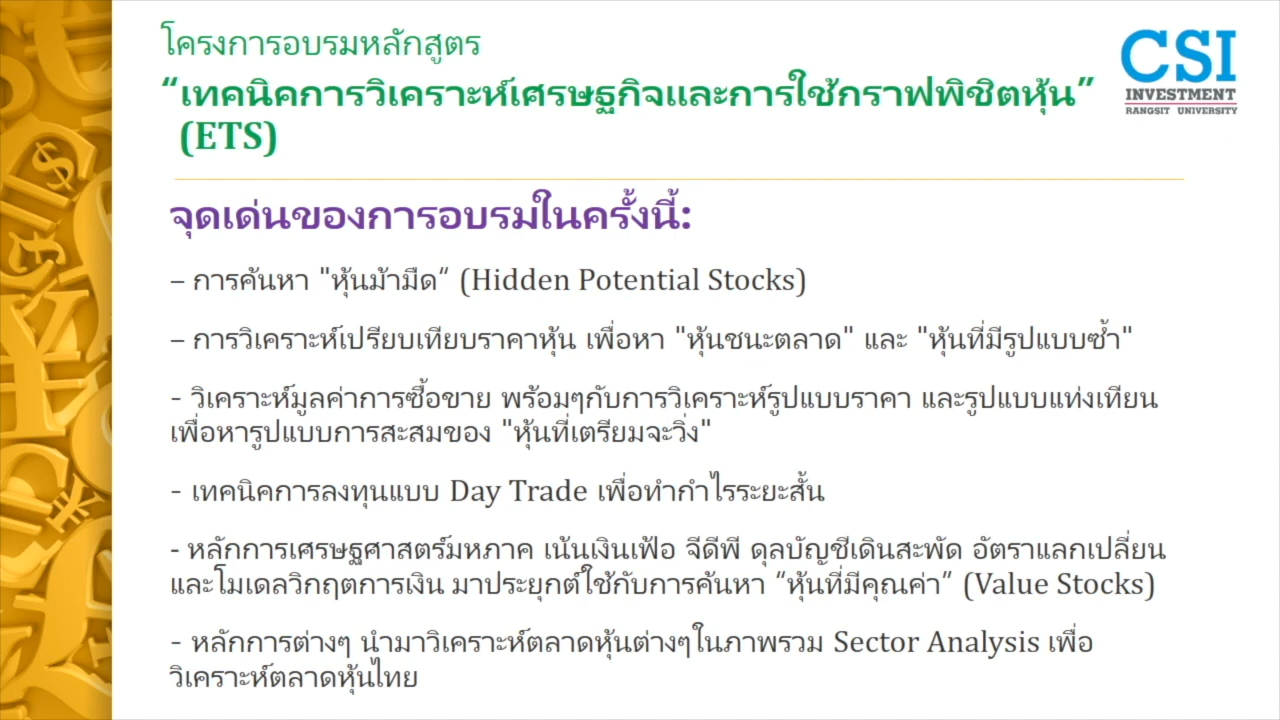 โครงการอบรมหลักสูตร
“เทคนิคการวิเคราะห์เศรษฐกิจและการใช้กราฟพิชิตหุ้น”
(ETS)
CSI
INVESTMENT
RANGSIT UNIVERSITY
จุดเด่นของการอบรมในครั้งนี้:
– การค้นหา "หุ้นม้ามืด“ (Hidden Potential Stocks)
– การวิเคราะห์เปรียบเทียบราคาหุ้น เพื่อหา "หุ้นชนะตลาด" และ "หุ้นที่มีรูปแบบซ้ำ"
- วิเคราะห์มูลค่าการซื้อขาย พร้อมๆกับการวิเคราะห์รูปแบบราคา และรูปแบบแท่งเทียน
เพื่อหารูปแบบการสะสมของ "หุ้นที่เตรียมจะวิ่ง"
- เทคนิคการลงทุนแบบ Day Trade เพื่อทำกำไรระยะสั้น
- หลักการเศรษฐศาสตร์มหภาค เน้นเงินเฟ้อ จีดีพี ดุลบัญชีเดินสะพัด อัตราแลกเปลี่ยน
และโมเดลวิกฤตการเงิน มาประยุกต์ใช้กับการค้นหา “หุ้นที่มีคุณค่า” (Value Stocks)
- หลักการต่างๆ นำมาวิเคราะห์ตลาดหุ้นต่างๆในภาพรวม Sector Analysis เพื่อ
วิเคราะห์ตลาดหุ้นไทย